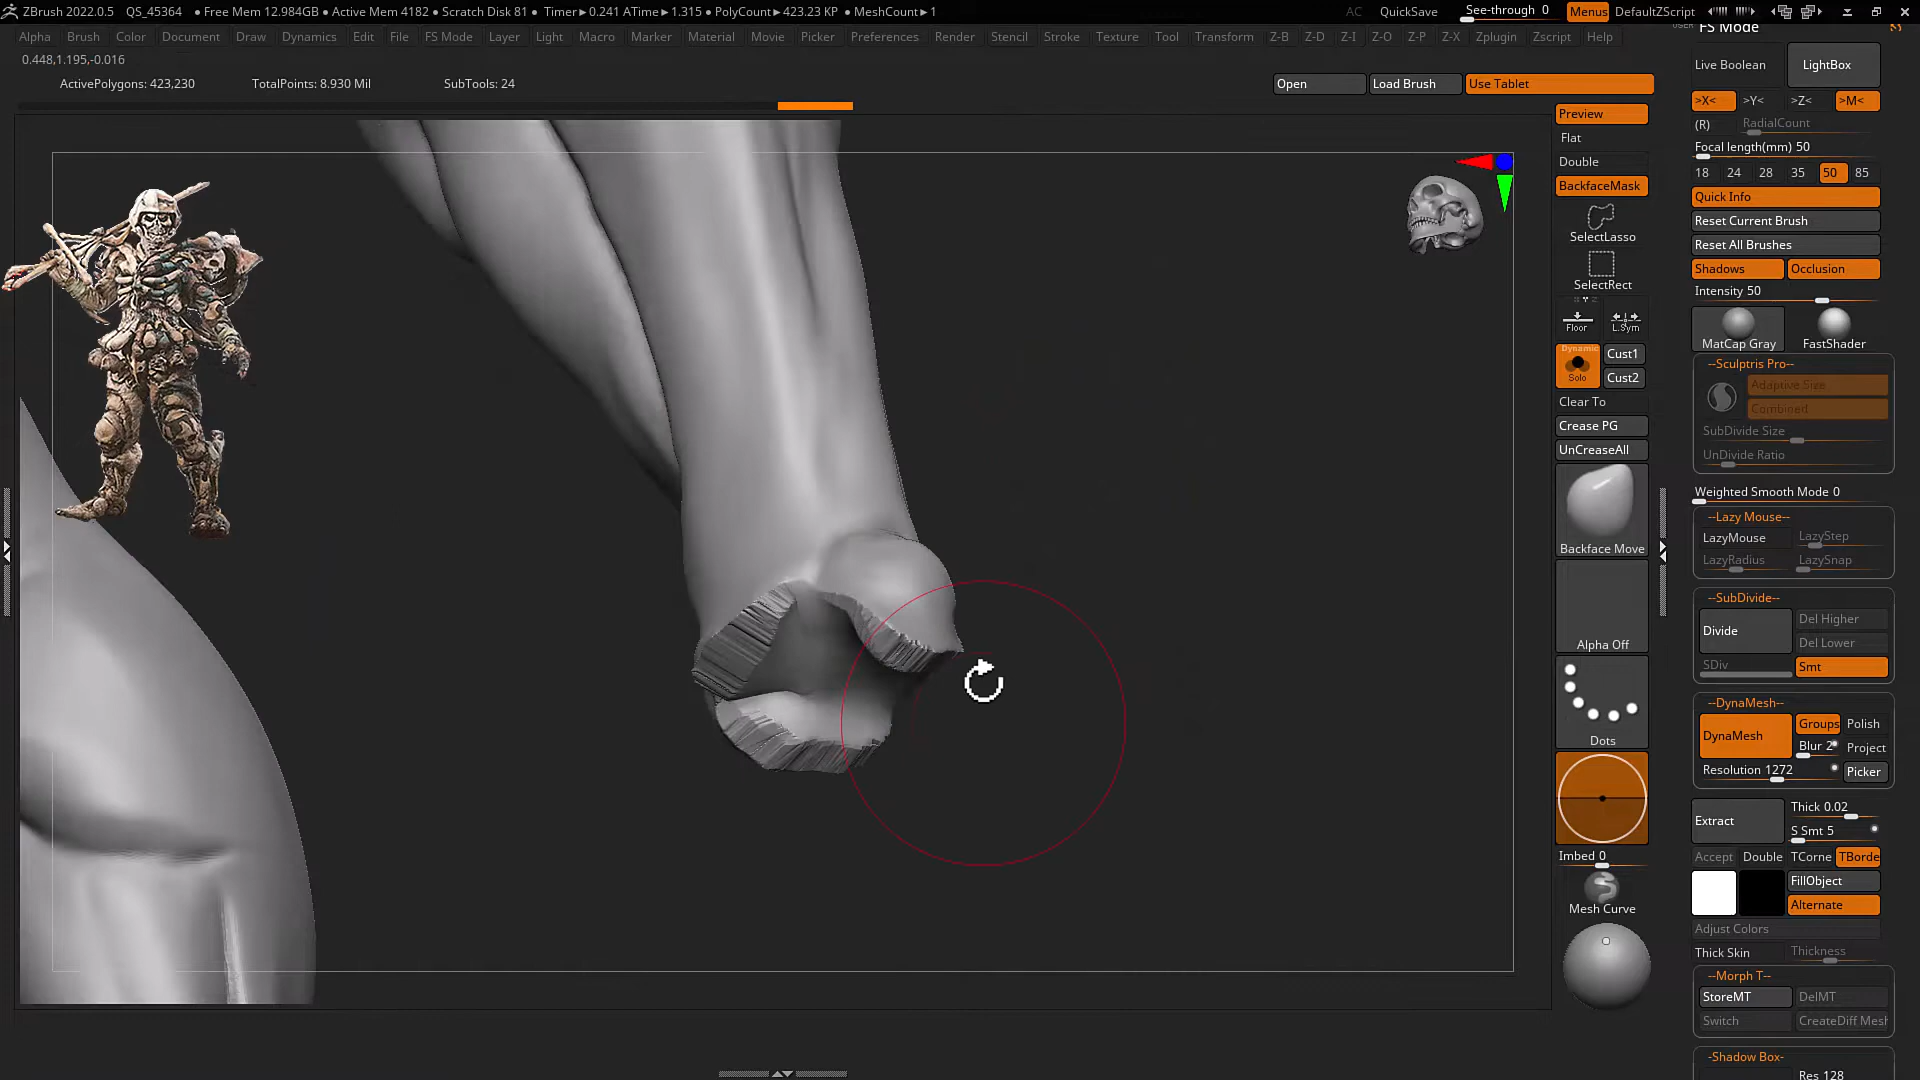 ZBrush 2022.0.5 QS_45364 ● Free Mem 12.984GB ● Active Mem 4182 ● Scratch Disk 81 ● Timer►0.241 ATime►1.315 ● PolyCount►423.23 KP ● MeshCount►1 AC QuickSave See-through 0 Menus DefaultZScript
Alpha Brush Color Document Draw Dynamics Edit File FS Mode Layer Light Macro Marker Material Movie Picker Preferences Render Stencil Stroke Texture Tool Transform Z-B Z-D Z-I Z-O Z-P Z-X Zplugin Zscript Help
0.448,1.195,-0.016
ActivePolygons: 423,230 TotalPoints: 8.930 Mil SubTools: 24
Open Load Brush Use Tablet
Preview
Flat
Double
BackfaceMask
SelectLasso
SelectRect
Floor L.Sym
Dynamic
Solo
Cust1
Cust2
Clear To
Crease PG
UnCreaseAll
Backface Move
Alpha Off
Dots
Imbed 0
Mesh Curve
FS Mode
Live Boolean LightBox
>X< >Y< >Z< >M<
(R) RadialCount
Focal length(mm) 50
18 24 28 35 50 85
Quick Info
Reset Current Brush
Reset All Brushes
Shadows Occlusion
Intensity 50
MatCap Gray FastShader
--Sculptris Pro--
Adaptive Size
Combined
SubDivide Size
UnDivide Ratio
Weighted Smooth Mode 0
--Lazy Mouse--
LazyMouse LazyStep
LazyRadius LazySnap
--SubDivide--
Divide Del Higher
Del Lower
SDiv Smt
--DynaMesh--
DynaMesh Groups Polish
Blur 2 Project
Resolution 1272 Picker
Extract Thick 0.02
S Smt 5
Accept Double TCorne TBorde
FillObject
Alternate
Adjust Colors
Thick Skin Thickness
--Morph T--
StoreMT DelMT
Switch CreateDiff Mesh
-Shadow Box-
Res 128